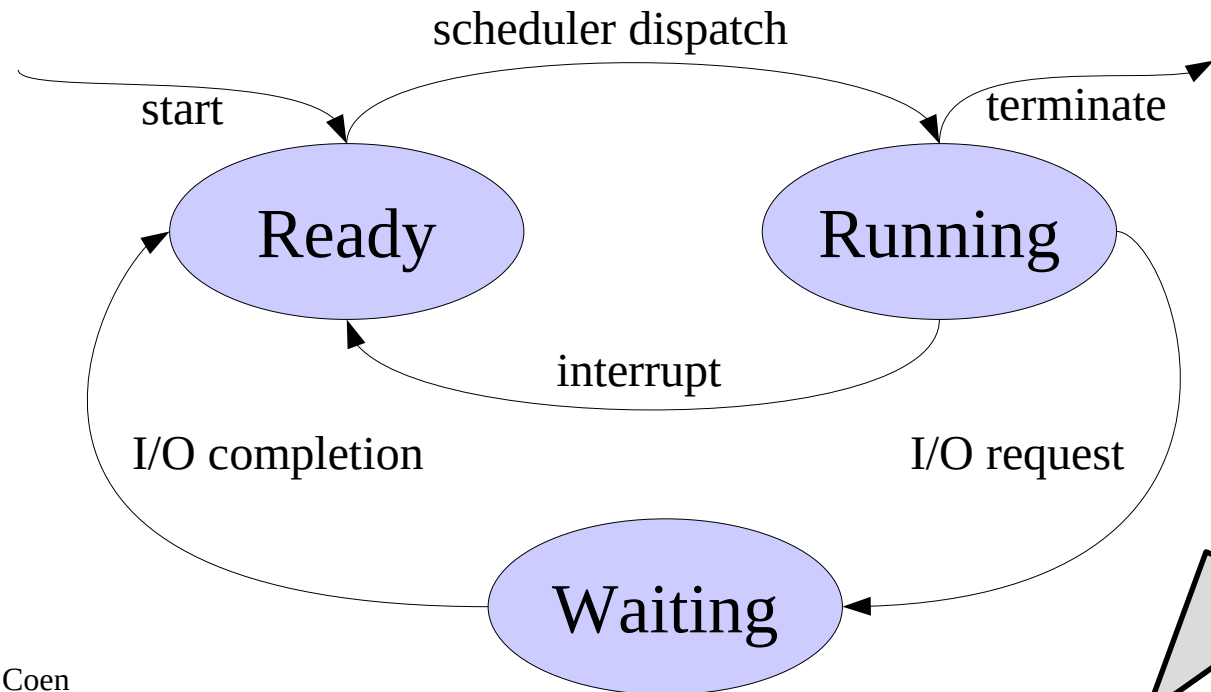 scheduler dispatch
start
terminate
Ready
Running
interrupt
I/O completion
I/O request
Waiting
Coen